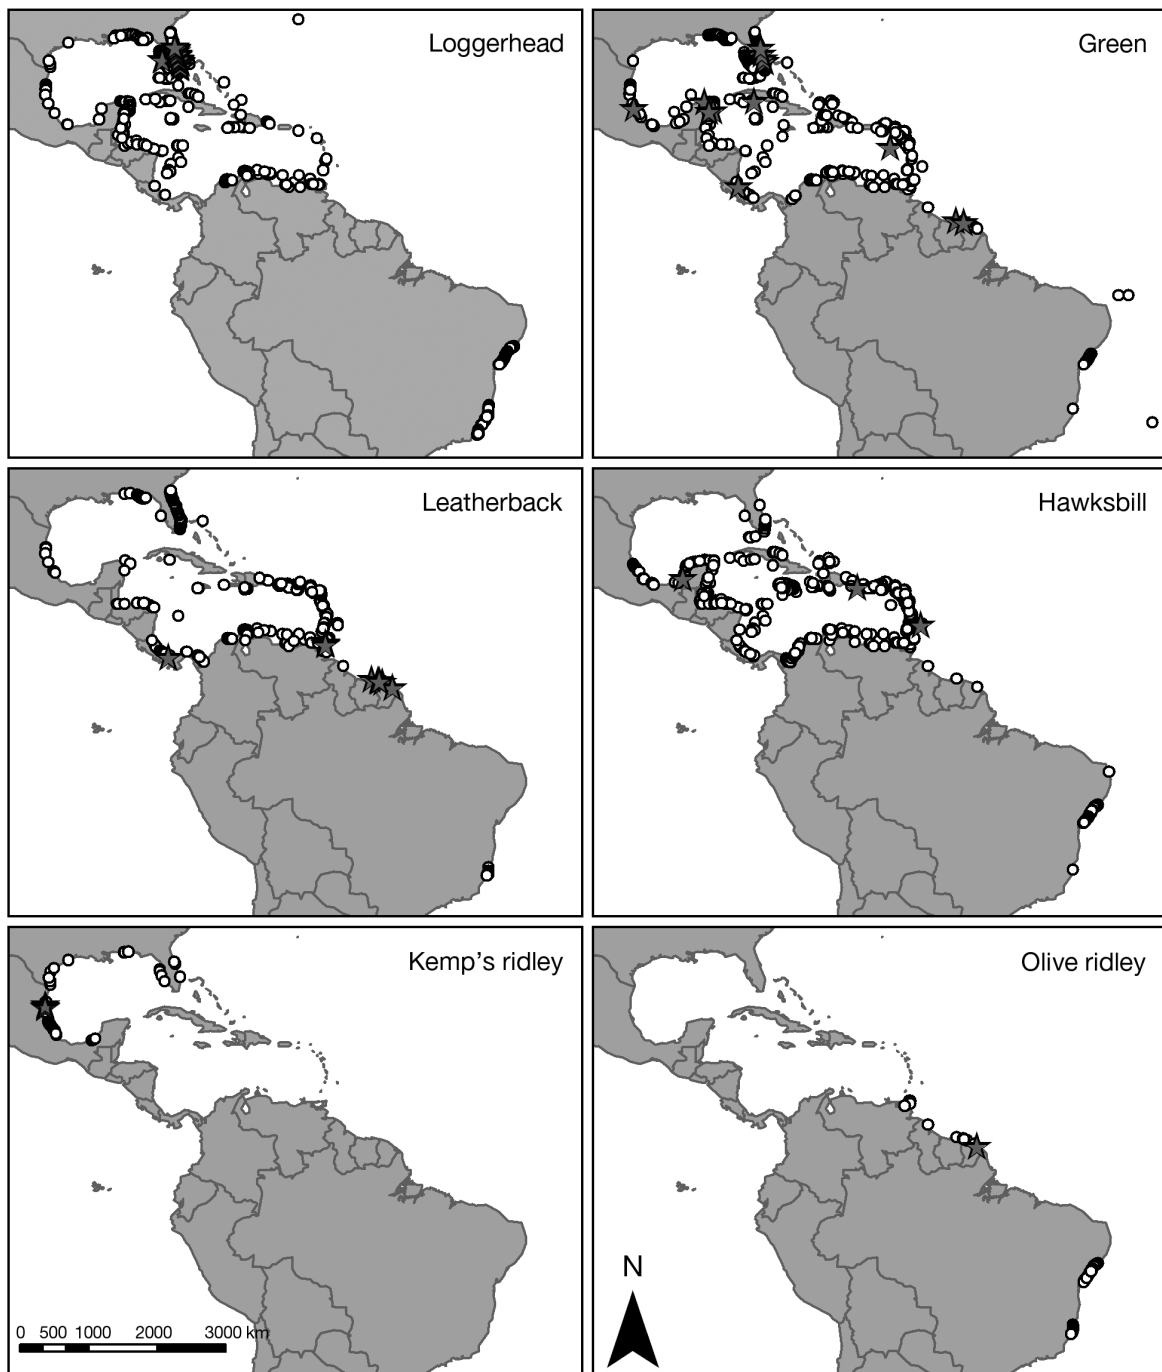 Loggerhead
Green
Leatherback
Hawksbill
Kemp's ridley
Olive ridley
0 500 1000 2000 3000 km
N